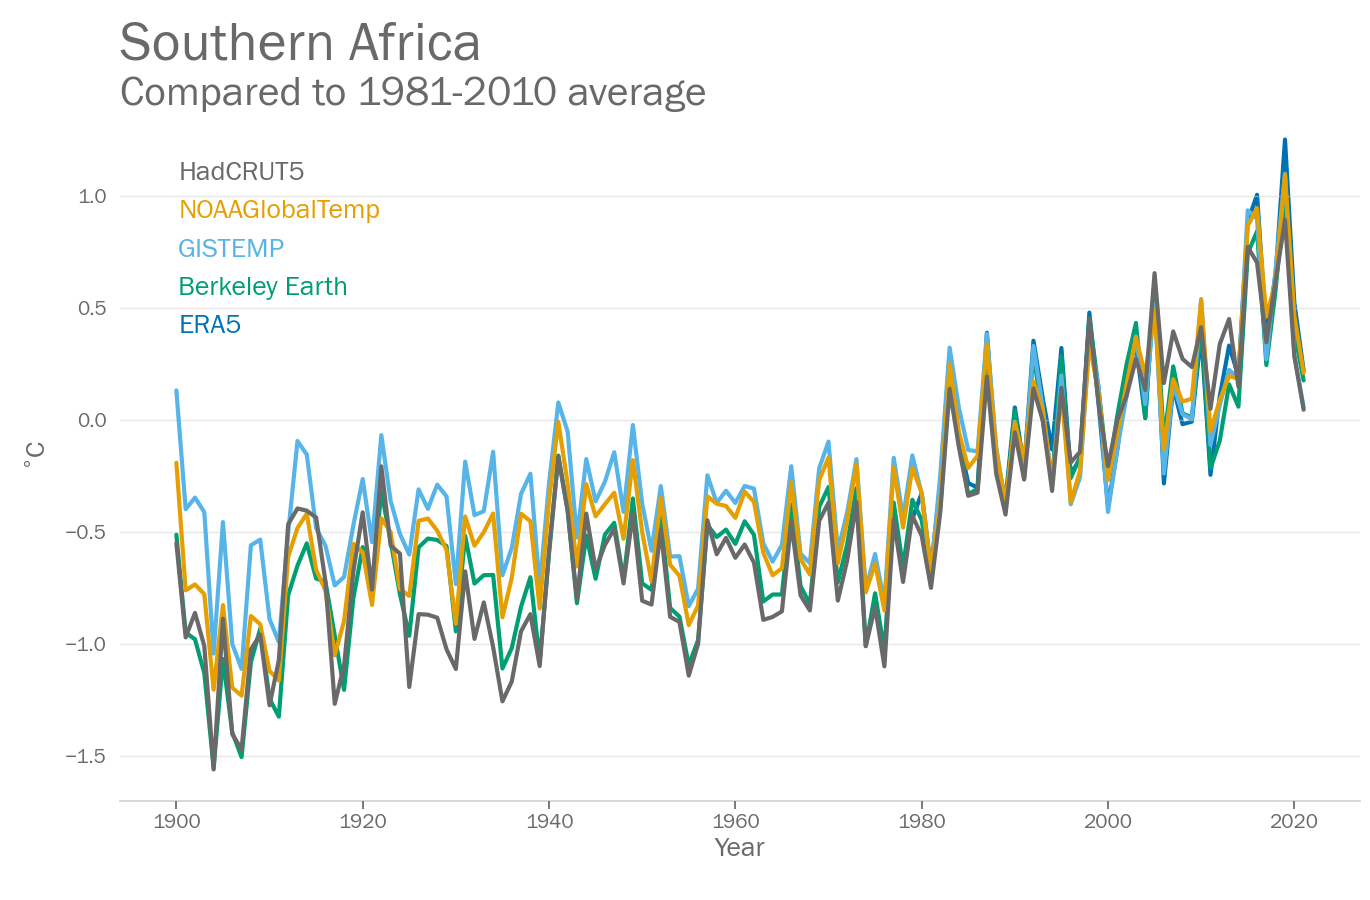 Southern Africa
Compared to 1981-2010 average
HadCRUT5
NOAAGlobalTemp
GISTEMP
Berkeley Earth
ERA5
1.0
0.5
0.0
−0.5
−1.0
−1.5
°C
1900 1920 1940 1960 1980 2000 2020
Year